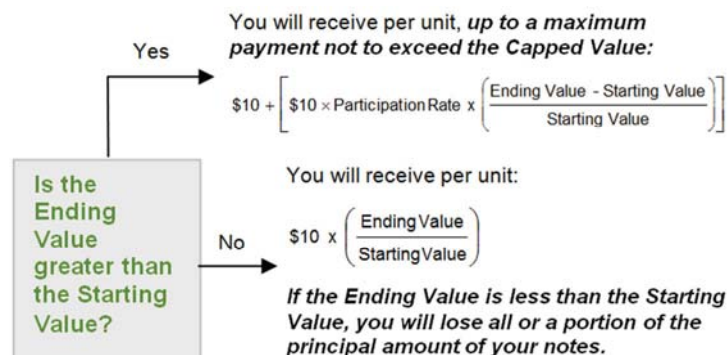 You will receive per unit, up to a maximum
payment not to exceed the Capped Value:
Yes
$10 + [ $10 × Participation Rate x ( Ending Value - Starting Value / Starting Value ) ]
Is the
Ending
Value
greater than
the Starting
Value?
No
You will receive per unit:
$10 x ( Ending Value / Starting Value )
If the Ending Value is less than the Starting
Value, you will lose all or a portion of the
principal amount of your notes.